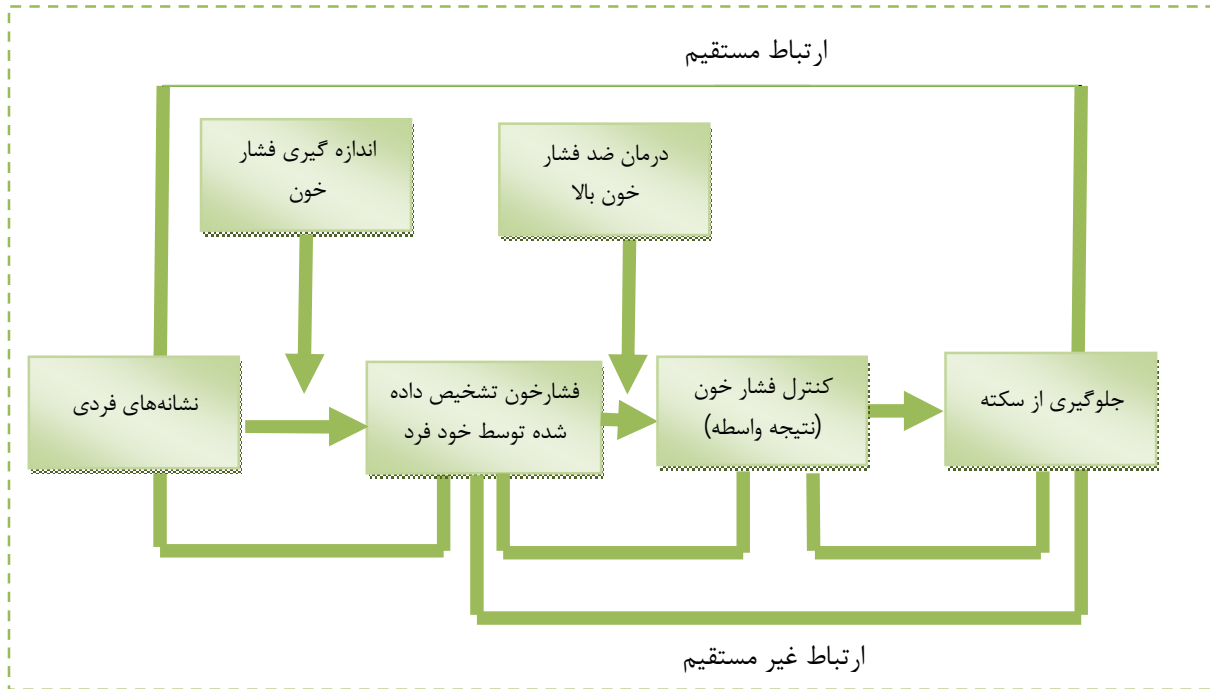 ارتباط مستقیم
اندازه گیری فشار
خون
درمان ضد فشار
خون بالا
نشانه‌های فردی
فشارخون تشخیص داده
شده توسط خود فرد
کنترل فشار خون
(نتیجه واسطه)
جلوگیری از سکته
ارتباط غیر مستقیم